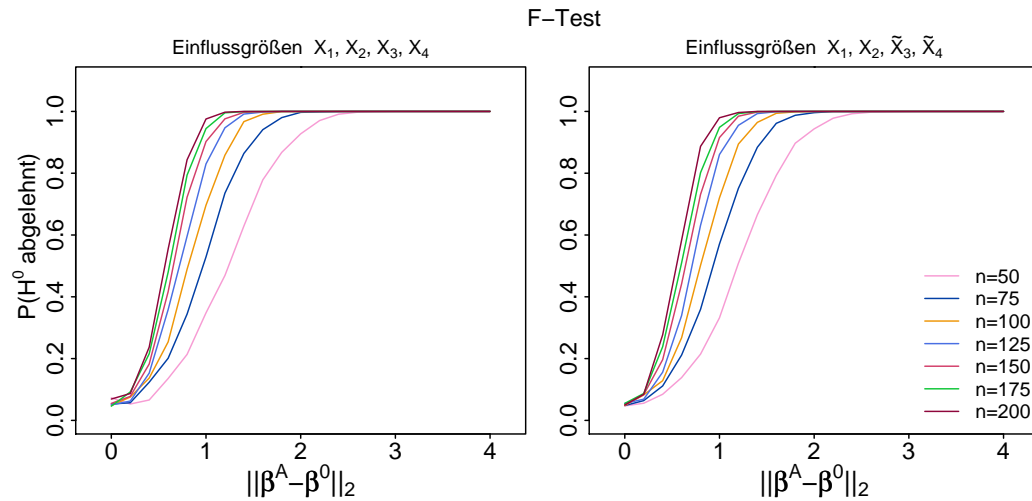 F−Test
Einflussgrößen X₁, X₂, X₃, X₄
Einflussgrößen X₁, X₂, X̃₃, X̃₄
P(H⁰ abgelehnt)
1.0
0.8
0.6
0.4
0.2
0.0
0 1 2 3 4
||β^A−β⁰||₂
1.0
0.8
0.6
0.4
0.2
0.0
n=50
n=75
n=100
n=125
n=150
n=175
n=200
0 1 2 3 4
||β^A−β⁰||₂